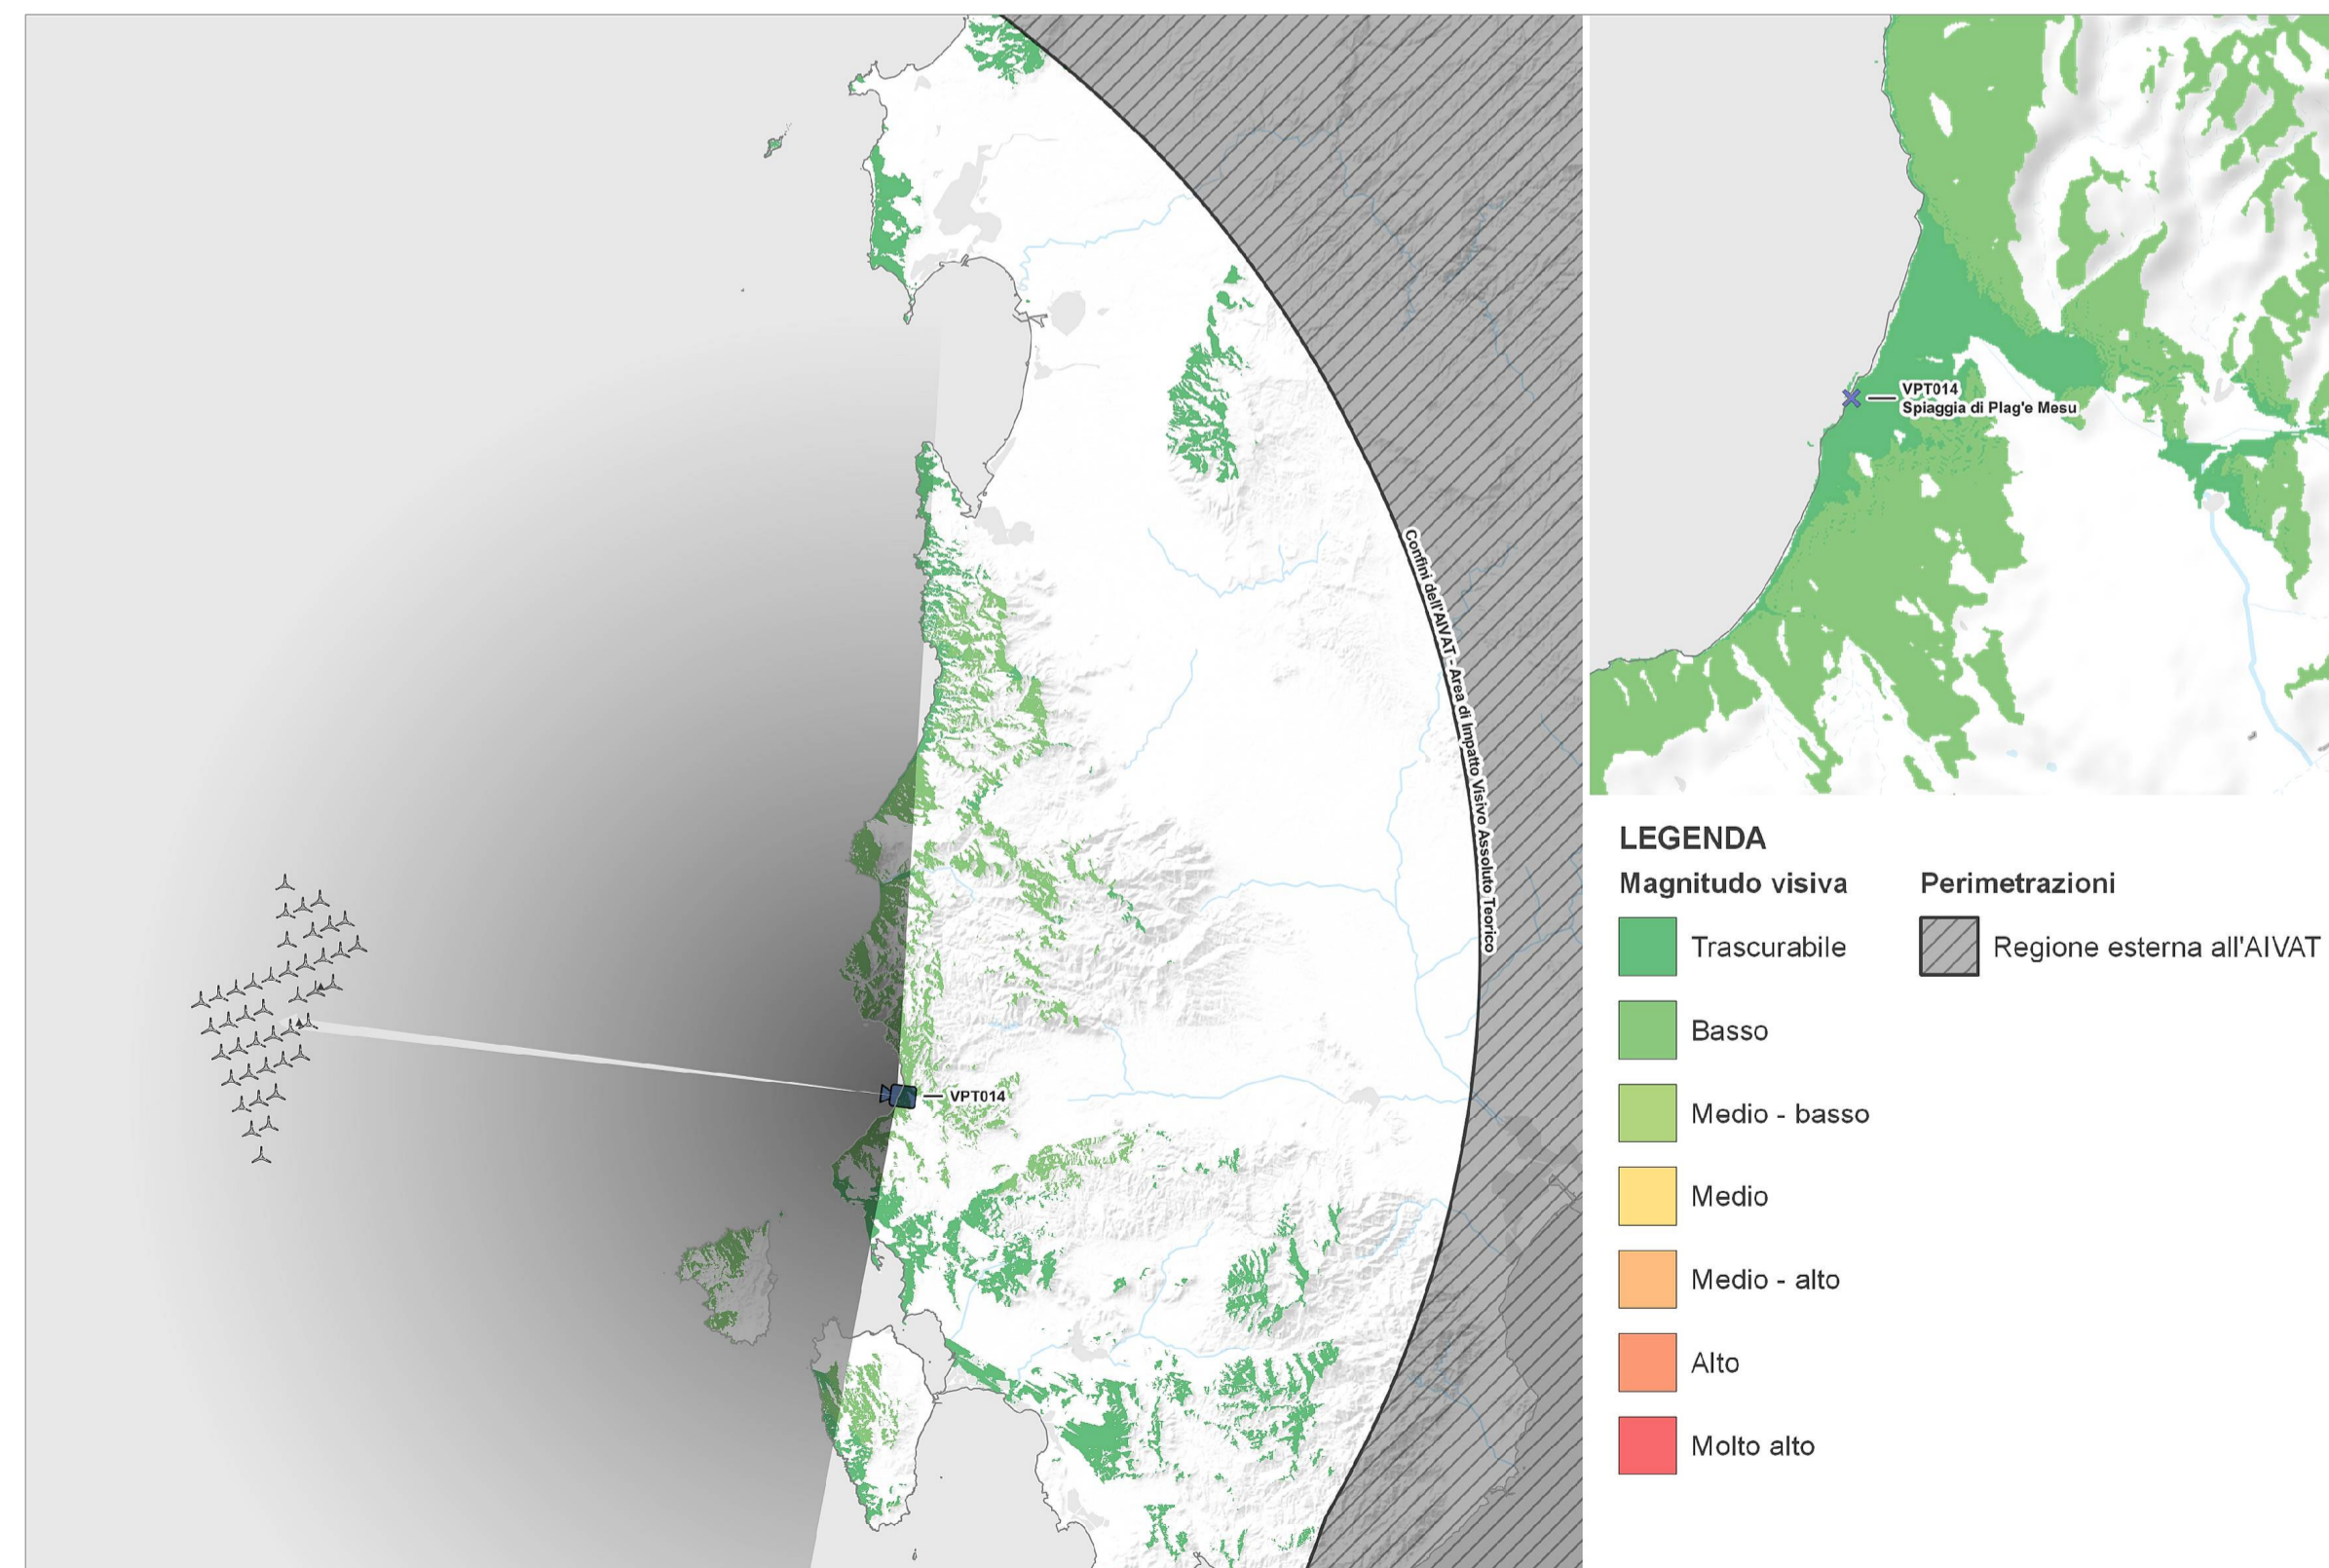 Confini dell'AIVAT - Area di Impatto Visivo Assoluto Teorico
VPT014
VPT014
Spiaggia di Plag'e Mesu
LEGENDA
Magnitudo visiva
Trascurabile
Basso
Medio - basso
Medio
Medio - alto
Alto
Molto alto
Perimetrazioni
Regione esterna all'AIVAT